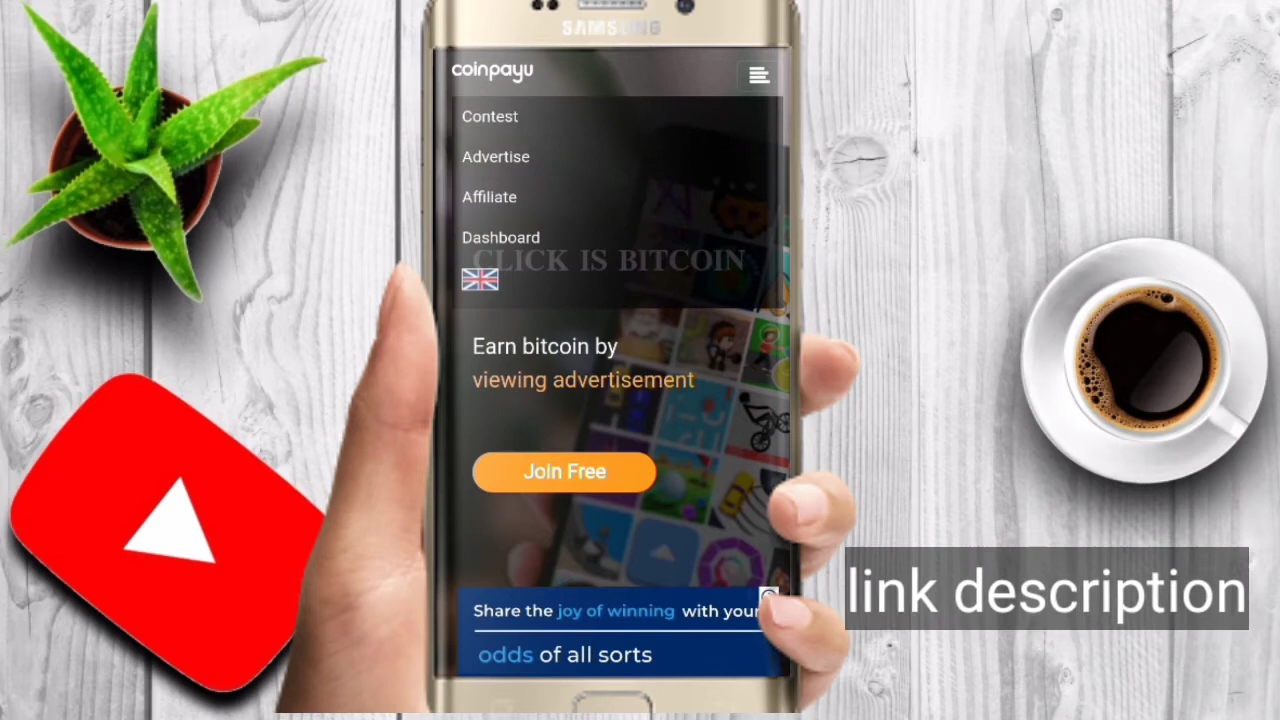 SAMSUNG
coinpayu
Contest
Advertise
Affiliate
Dashboard
CLICK IS BITCOIN
Earn bitcoin by
viewing advertisement
Join Free
Share the joy of winning with your
odds of all sorts
link description